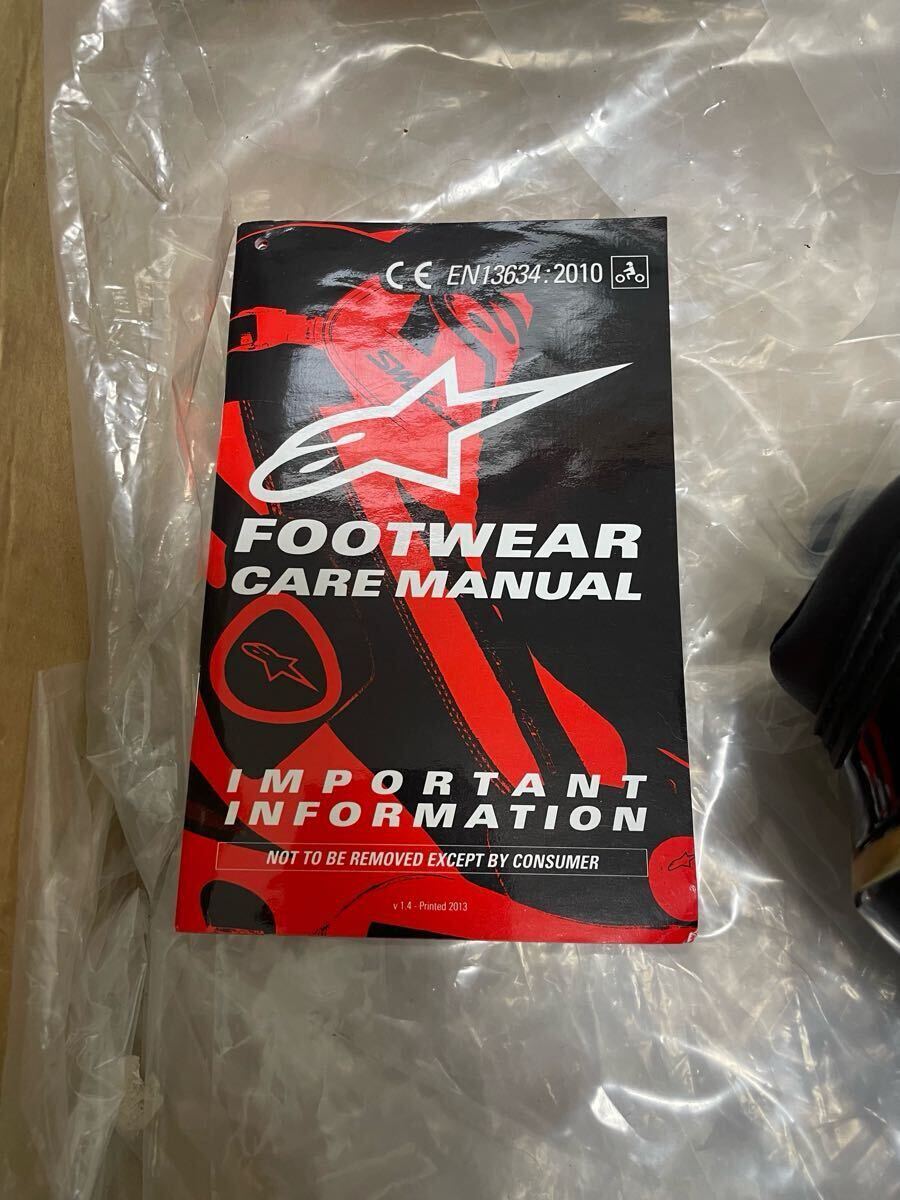 CE EN13634:2010
FOOTWEAR
CARE MANUAL
IMPORTANT
INFORMATION
NOT TO BE REMOVED EXCEPT BY CONSUMER
v 1.4 - Printed 2013